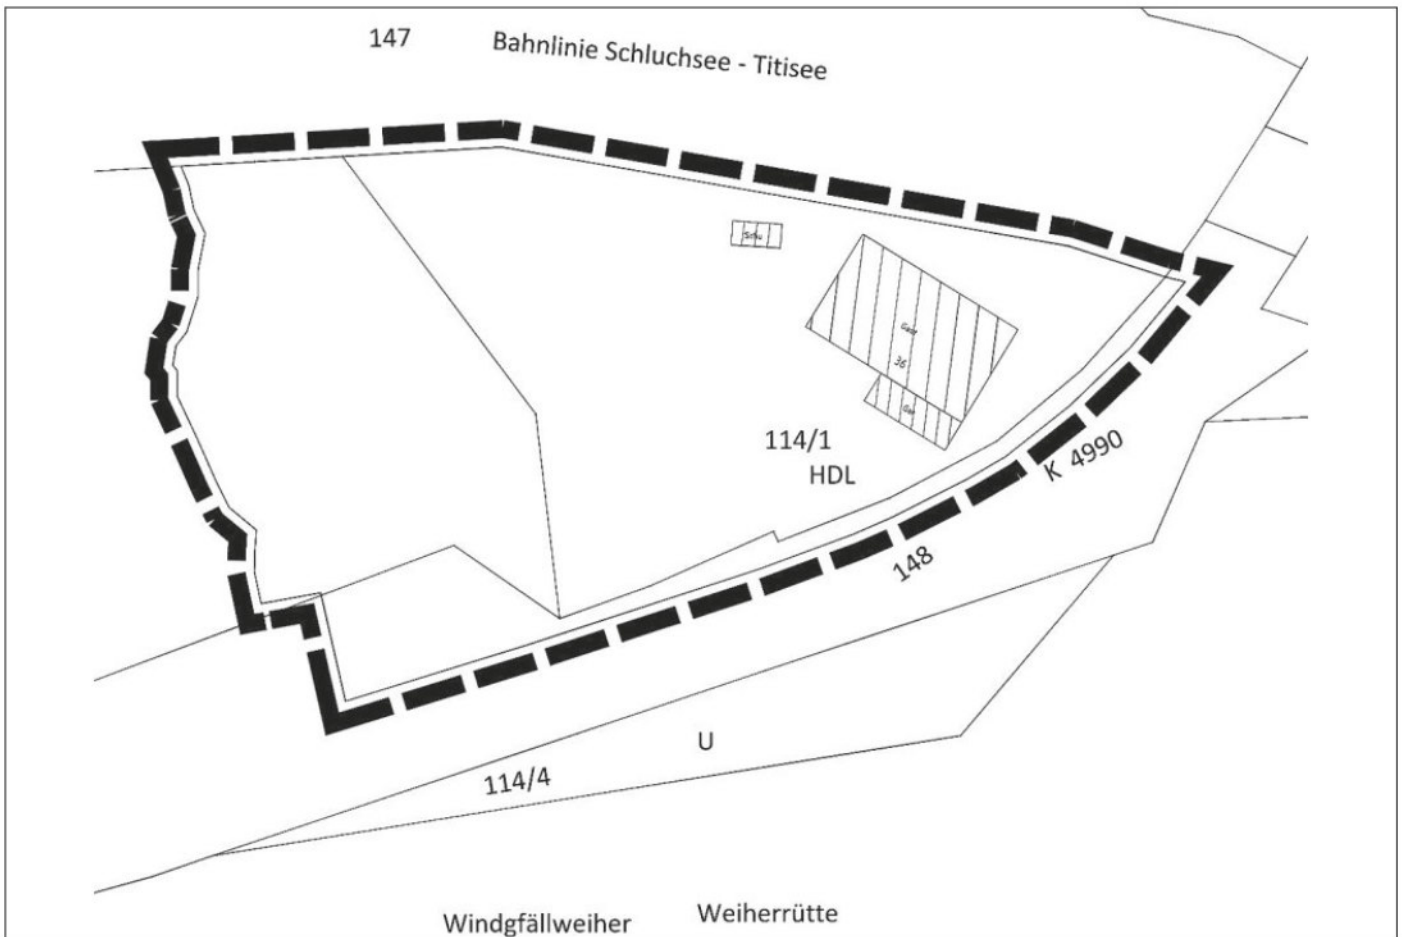 147
Bahnlinie Schluchsee - Titisee
36
114/1
HDL
K 4990
148
U
114/4
Windgfällweiher
Weiherrütte